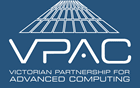 VPAC
VICTORIAN PARTNERSHIP FOR
ADVANCED COMPUTING